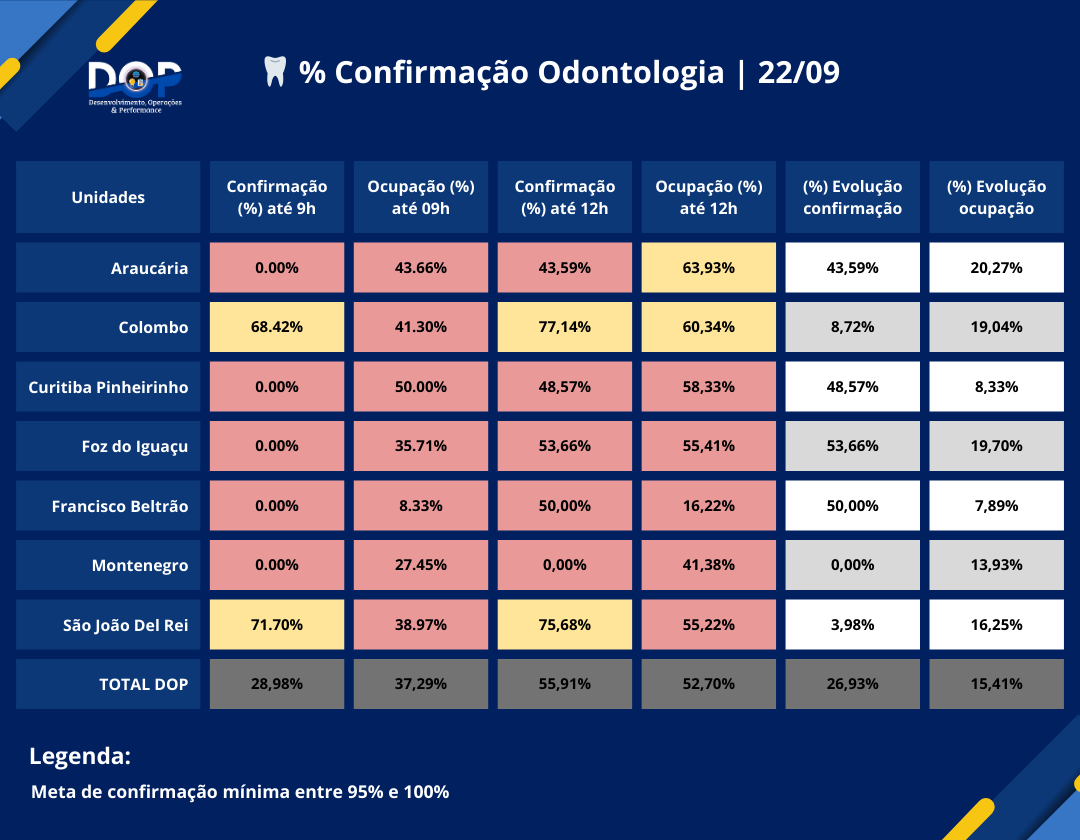 DOP
Desenvolvimento, Operações
& Performance
% Confirmação Odontologia | 22/09
Unidades
Confirmação
(%) até 9h
Ocupação (%)
até 09h
Confirmação
(%) até 12h
Ocupação (%)
até 12h
(%) Evolução
confirmação
(%) Evolução
ocupação
Araucária 0.00% 43.66% 43,59% 63,93% 43,59% 20,27%
Colombo 68.42% 41.30% 77,14% 60,34% 8,72% 19,04%
Curitiba Pinheirinho 0.00% 50.00% 48,57% 58,33% 48,57% 8,33%
Foz do Iguaçu 0.00% 35.71% 53,66% 55,41% 53,66% 19,70%
Francisco Beltrão 0.00% 8.33% 50,00% 16,22% 50,00% 7,89%
Montenegro 0.00% 27.45% 0,00% 41,38% 0,00% 13,93%
São João Del Rei 71.70% 38.97% 75,68% 55,22% 3,98% 16,25%
TOTAL DOP 28,98% 37,29% 55,91% 52,70% 26,93% 15,41%
Legenda:
Meta de confirmação mínima entre 95% e 100%